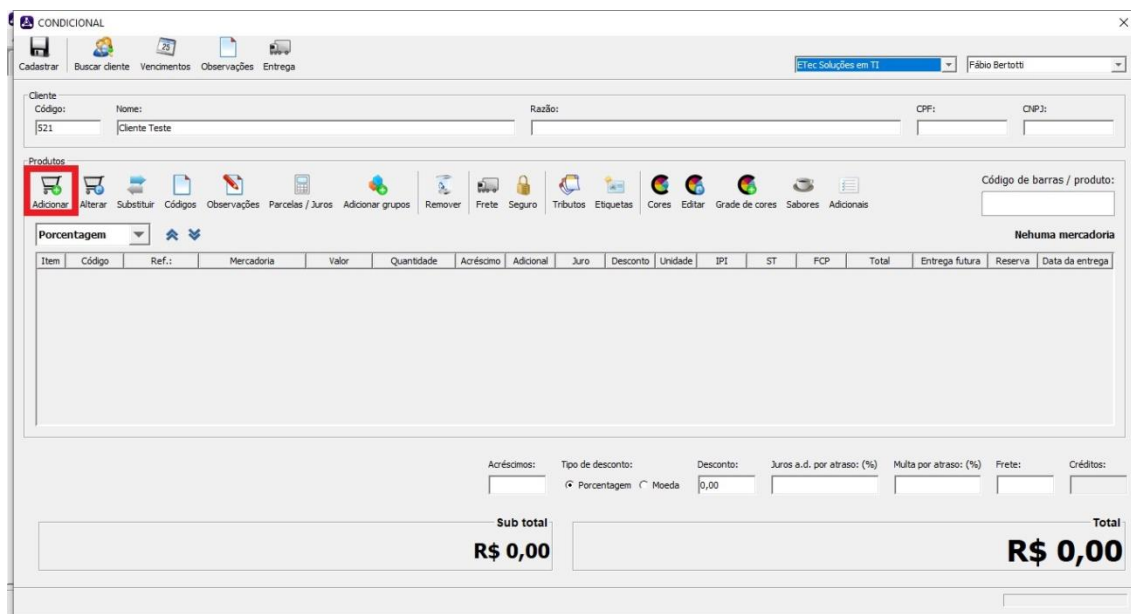 CONDICIONAL
Cadastrar Buscar cliente Vencimentos Observações Entrega
25
ETec Soluções em TI Fábio Bertotti
Cliente
Código: Nome: Razão: CPF: CNPJ:
521 Cliente Teste
Produtos
Adicionar Alterar Substituir Códigos Observações Parcelas / Juros Adicionar grupos Remover Frete Seguro Tributos Etiquetas Cores Editar Grade de cores Sabores Adicionais
Código de barras / produto:
Porcentagem
Nehuma mercadoria
Item Código Ref.: Mercadoria Valor Quantidade Acréscimo Adicional Juro Desconto Unidade IPI ST FCP Total Entrega futura Reserva Data da entrega
Acréscimos: Tipo de desconto: Desconto: Juros a.d. por atraso: (%) Multa por atraso: (%) Frete: Créditos:
Porcentagem Moeda 0,00
Sub total
R$ 0,00
Total
R$ 0,00